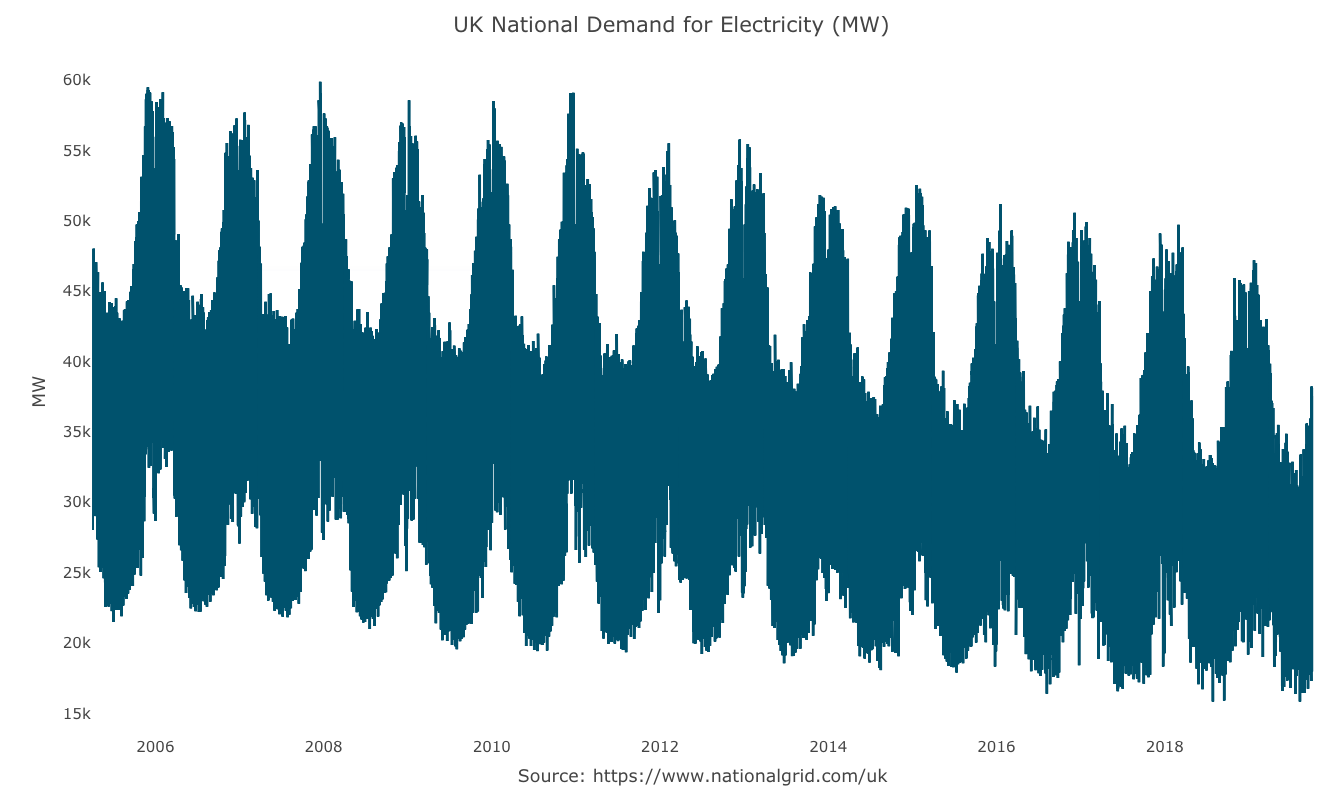 UK National Demand for Electricity (MW)
60k
55k
50k
45k
40k
MW
35k
30k
25k
20k
15k
2006 2008 2010 2012 2014 2016 2018
Source: https://www.nationalgrid.com/uk